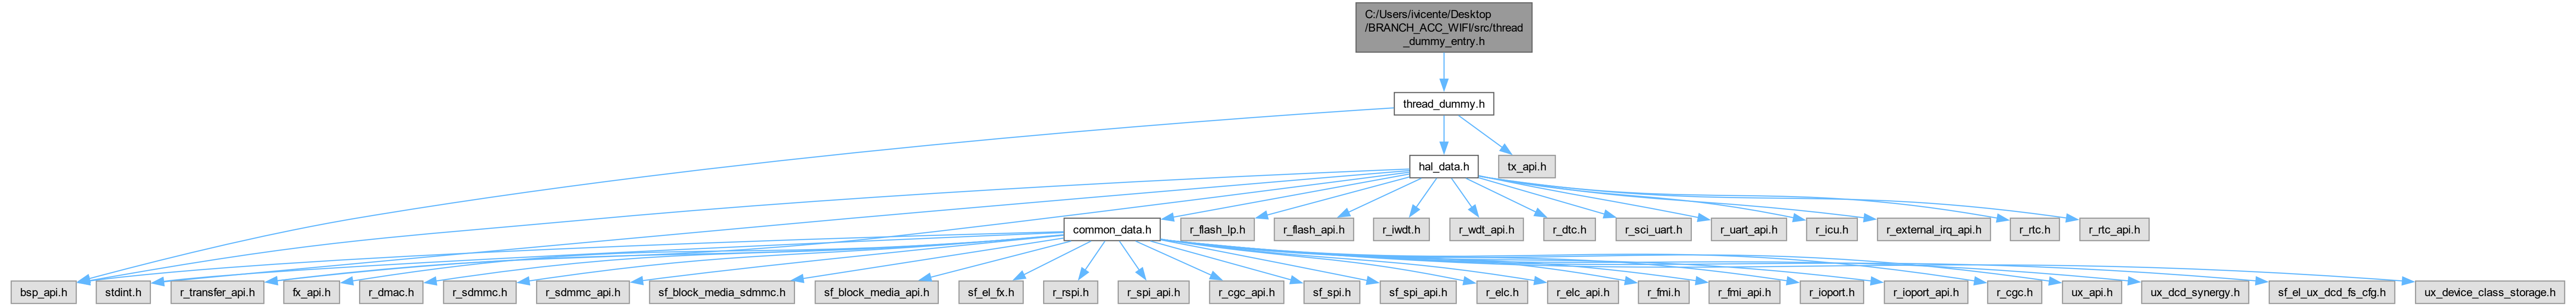 C:/Users/ivicente/Desktop
/BRANCH_ACC_WIFI/src/thread
_dummy_entry.h
thread_dummy.h
hal_data.h
tx_api.h
common_data.h
r_flash_lp.h
r_flash_api.h
r_iwdt.h
r_wdt_api.h
r_dtc.h
r_sci_uart.h
r_uart_api.h
r_icu.h
r_external_irq_api.h
r_rtc.h
r_rtc_api.h
bsp_api.h
stdint.h
r_transfer_api.h
fx_api.h
r_dmac.h
r_sdmmc.h
r_sdmmc_api.h
sf_block_media_sdmmc.h
sf_block_media_api.h
sf_el_fx.h
r_rspi.h
r_spi_api.h
r_cgc_api.h
sf_spi.h
sf_spi_api.h
r_elc.h
r_elc_api.h
r_fmi.h
r_fmi_api.h
r_ioport.h
r_ioport_api.h
r_cgc.h
ux_api.h
ux_dcd_synergy.h
sf_el_ux_dcd_fs_cfg.h
ux_device_class_storage.h